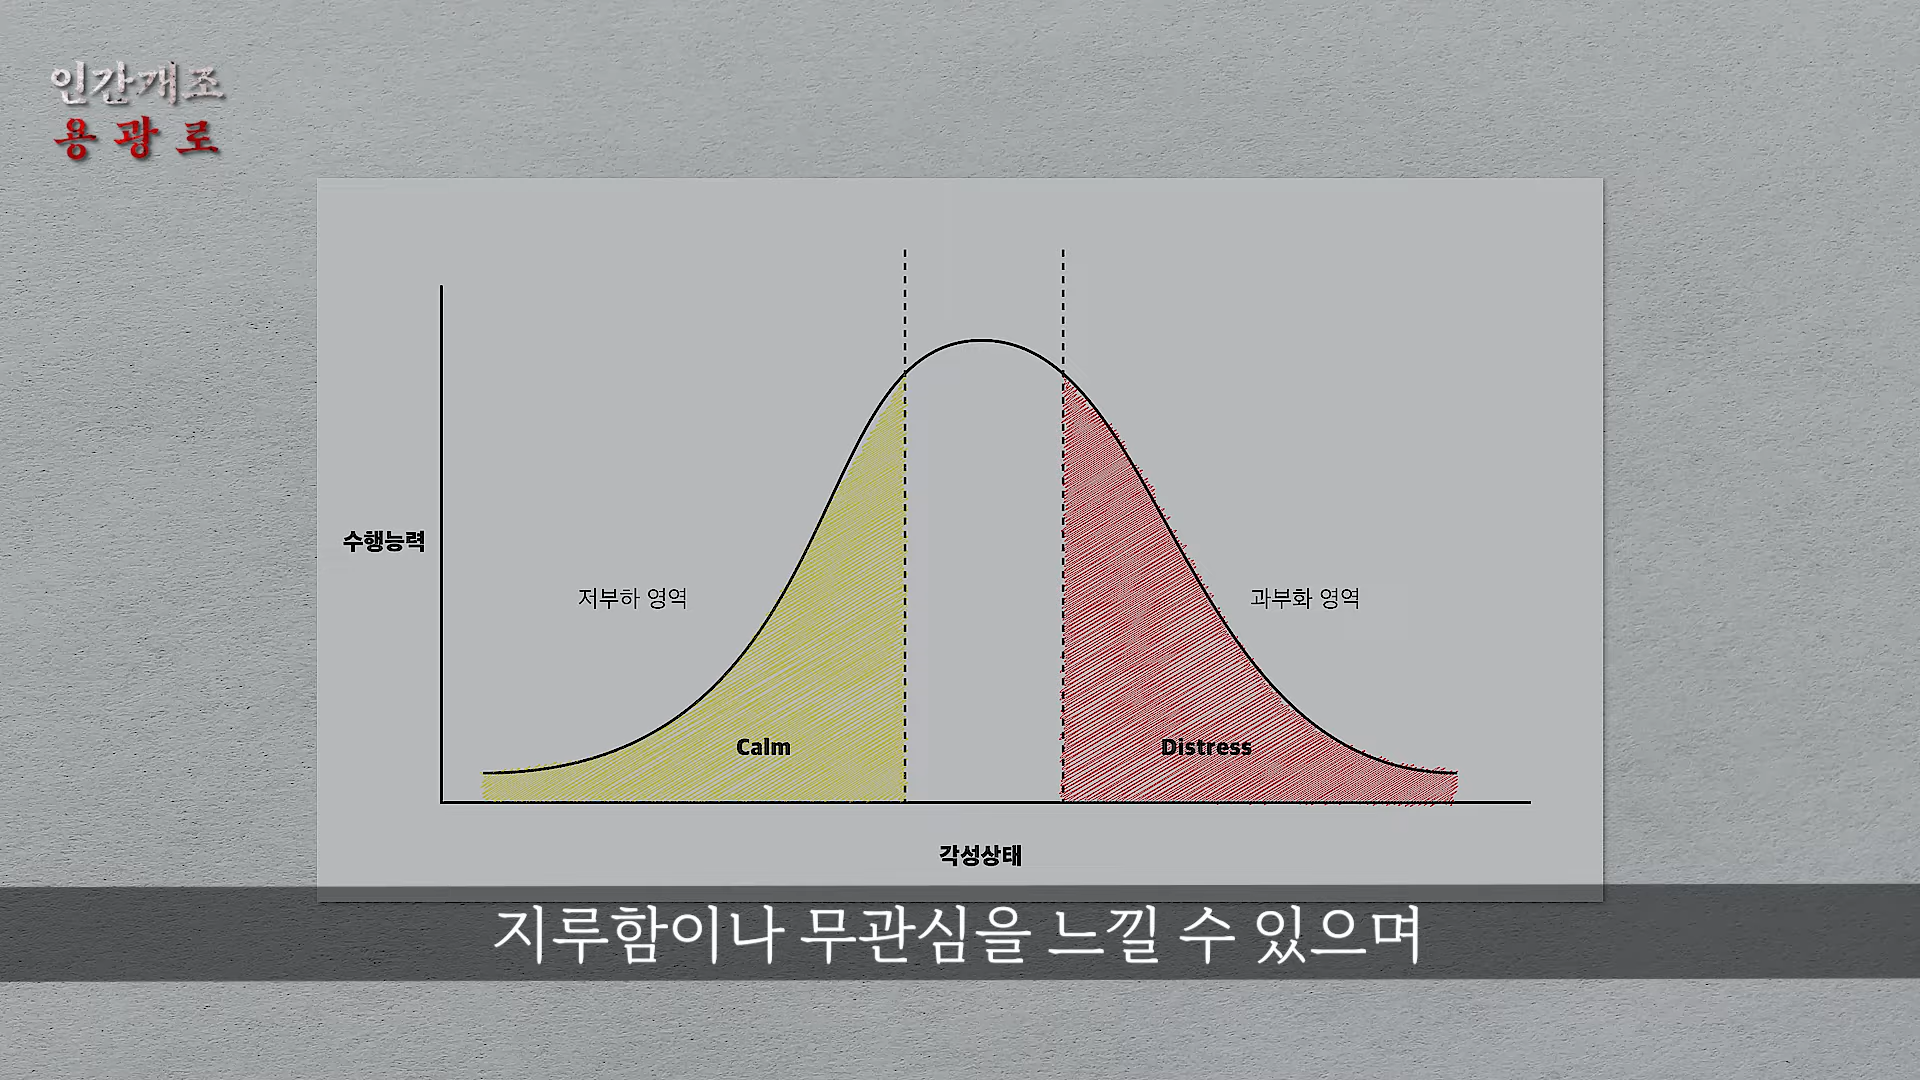 인간개조
용광로
수행능력
저부하 영역
과부화 영역
Calm
Distress
각성상태
지루함이나 무관심을 느낄 수 있으며